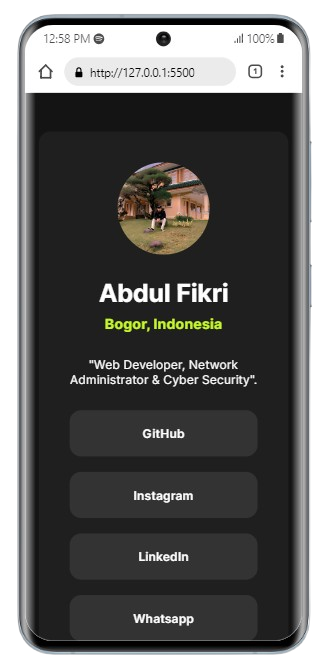 12:58 PM
100%
http://127.0.0.1:5500
1
Abdul Fikri
Bogor, Indonesia
"Web Developer, Network
Administrator & Cyber Security".
GitHub
Instagram
LinkedIn
Whatsapp